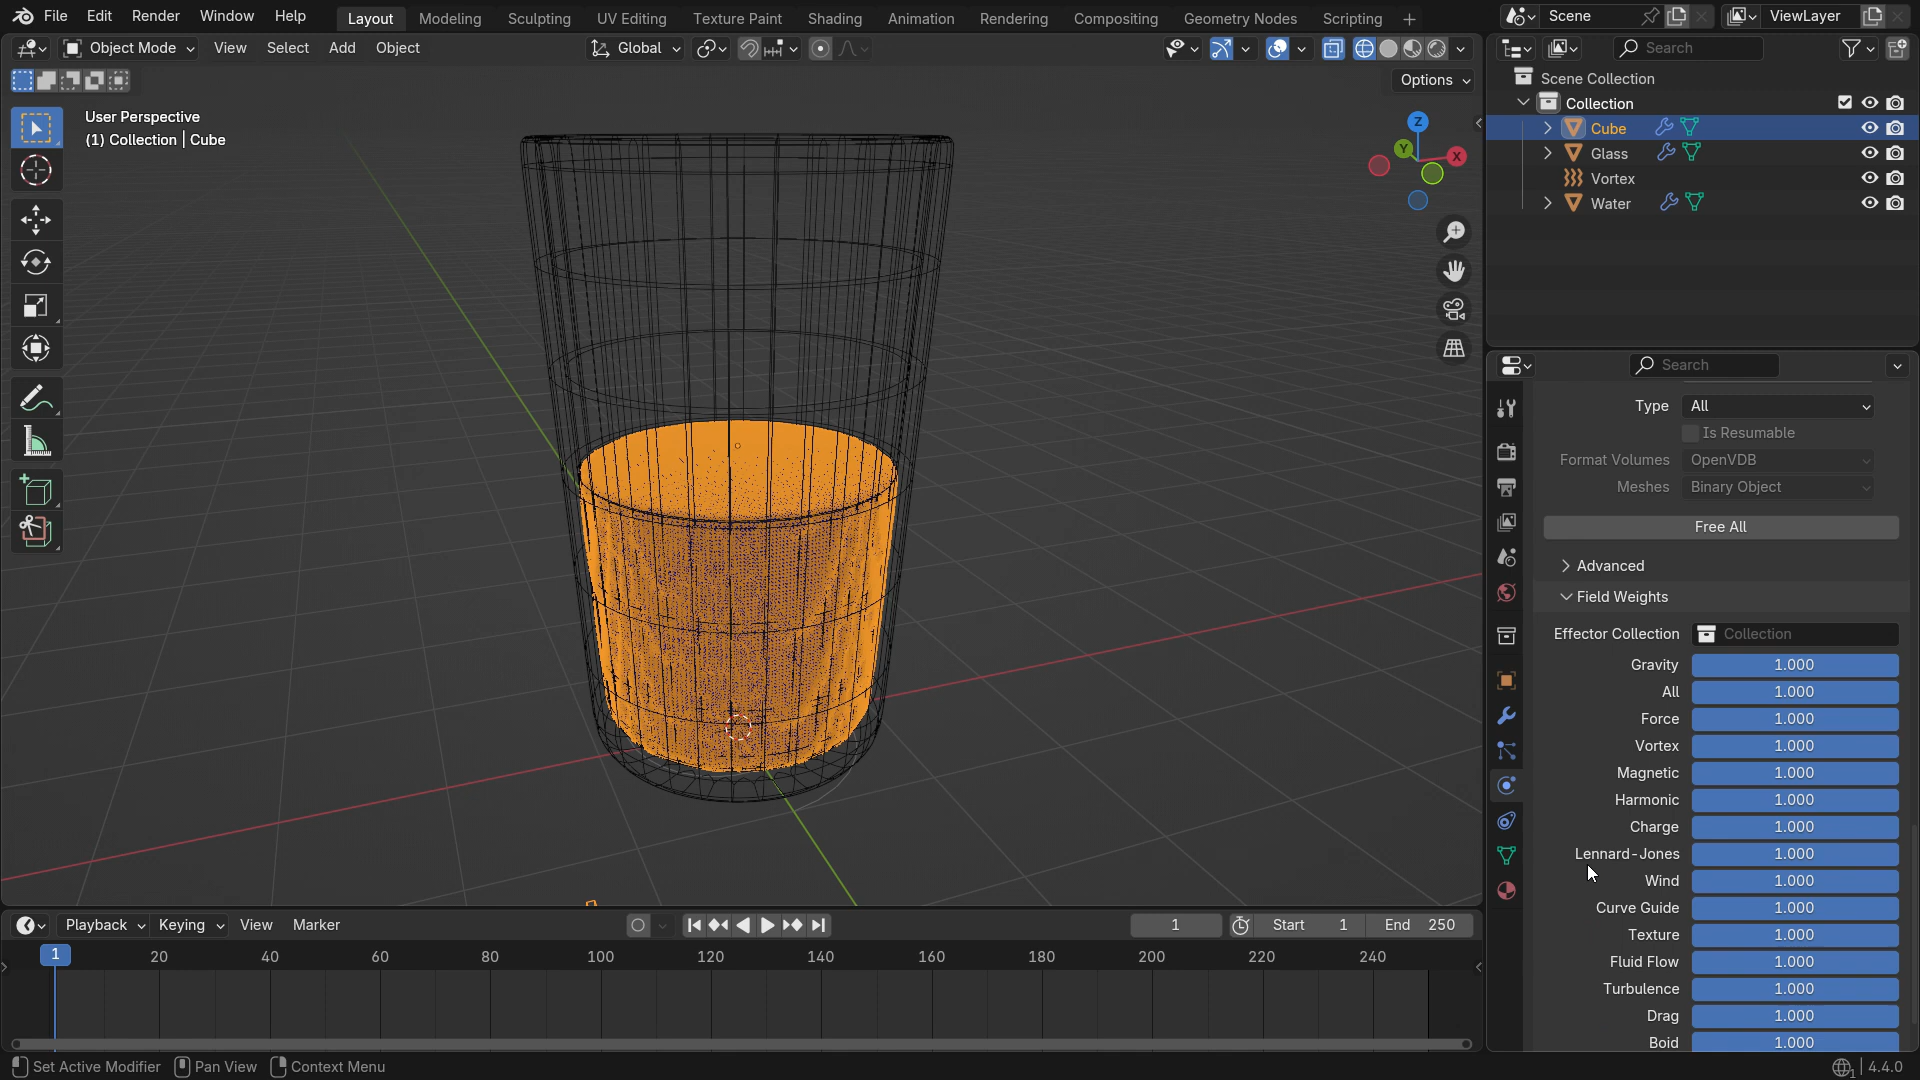 File Edit Render Window Help Layout Modeling Sculpting UV Editing Texture Paint Shading Animation Rendering Compositing Geometry Nodes Scripting Scene ViewLayer
Object Mode View Select Add Object Global
Search
Options
User Perspective
(1) Collection | Cube
Z
Y
X
Scene Collection
Collection
Cube
Glass
Vortex
Water
Search
Type All
Is Resumable
Format Volumes OpenVDB
Meshes Binary Object
Free All
Advanced
Field Weights
Effector Collection Collection
Gravity 1.000
All 1.000
Force 1.000
Vortex 1.000
Magnetic 1.000
Harmonic 1.000
Charge 1.000
Lennard-Jones 1.000
Wind 1.000
Curve Guide 1.000
Texture 1.000
Fluid Flow 1.000
Turbulence 1.000
Drag 1.000
Boid 1.000
Playback Keying View Marker 1 Start 1 End 250
1 20 40 60 80 100 120 140 160 180 200 220 240
Set Active Modifier Pan View Context Menu 1 4.4.0